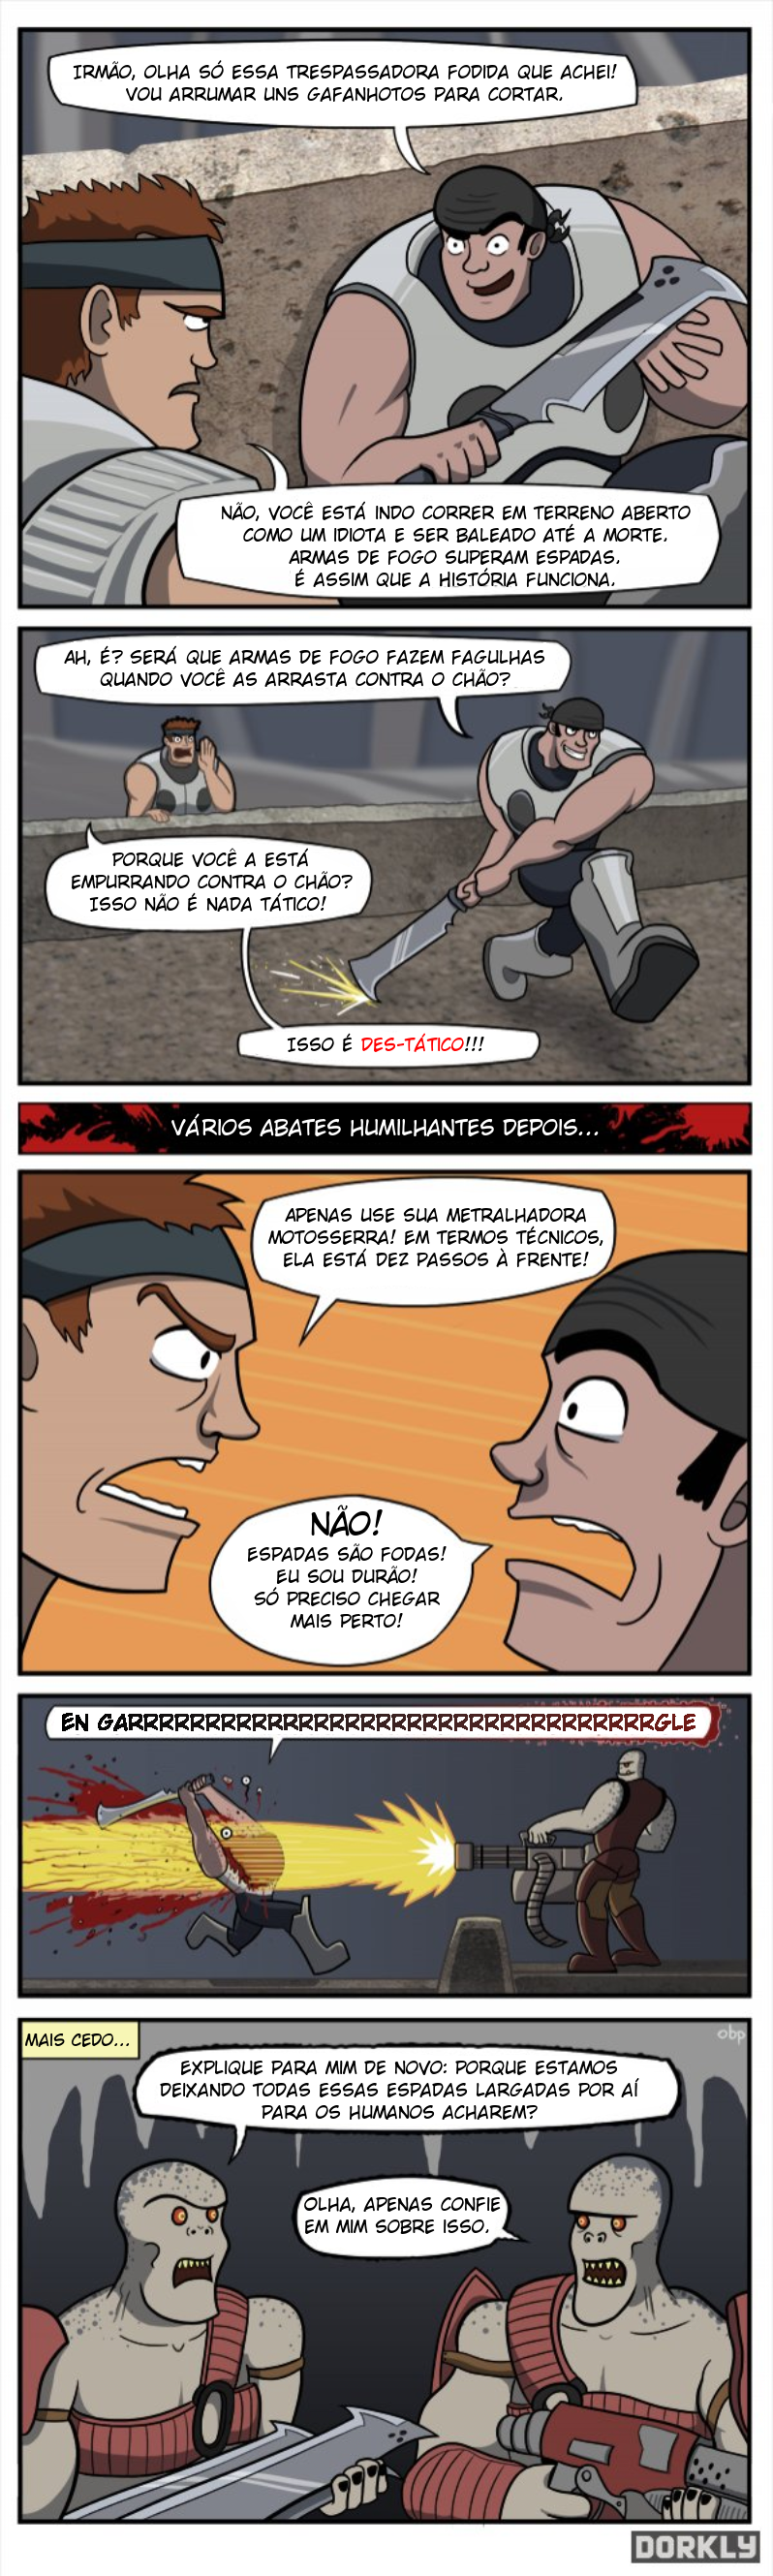 IRMÃO, OLHA SÓ ESSA TRESPASSADORA FODIDA QUE ACHEI!
VOU ARRUMAR UNS GAFANHOTOS PARA CORTAR.
NÃO, VOCÊ ESTÁ INDO CORRER EM TERRENO ABERTO
COMO UM IDIOTA E SER BALEADO ATÉ A MORTE.
ARMAS DE FOGO SUPERAM ESPADAS.
É ASSIM QUE A HISTÓRIA FUNCIONA.
AH, É? SERÁ QUE ARMAS DE FOGO FAZEM FAGULHAS
QUANDO VOCÊ AS ARRASTA CONTRA O CHÃO?
PORQUE VOCÊ A ESTÁ
EMPURRANDO CONTRA O CHÃO?
ISSO NÃO É NADA TÁTICO!
ISSO É DES-TÁTICO!!!
VÁRIOS ABATES HUMILHANTES DEPOIS...
APENAS USE SUA METRALHADORA
MOTOSSERRA! EM TERMOS TÉCNICOS,
ELA ESTÁ DEZ PASSOS À FRENTE!
NÃO!
ESPADAS SÃO FODAS!
EU SOU DURÃO!
SÓ PRECISO CHEGAR
MAIS PERTO!
EN GARRRRRRRRRRRRRRRRRRRRRRRRRRRRRRRRRRGLE
MAIS CEDO...
obp
EXPLIQUE PARA MIM DE NOVO: PORQUE ESTAMOS
DEIXANDO TODAS ESSAS ESPADAS LARGADAS POR AÍ
PARA OS HUMANOS ACHAREM?
OLHA, APENAS CONFIE
EM MIM SOBRE ISSO.
DORKLY